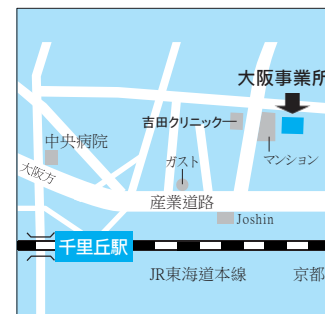 大阪事業所
吉田クリニック
中央病院
マンション
ガスト
大阪方
産業道路
Joshin
千里丘駅
JR東海道本線
京都